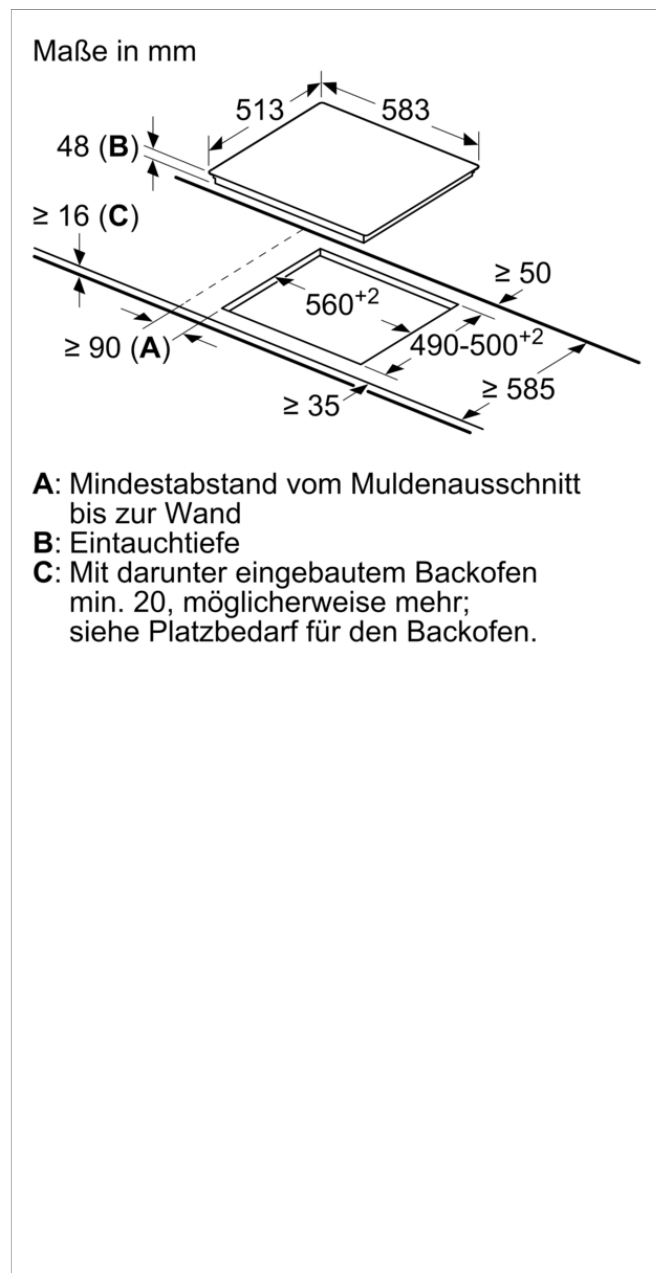 Maße in mm
513
583
48 (B)
≥ 16 (C)
≥ 50
560+2
490-500+2
≥ 90 (A)
≥ 585
≥ 35
A: Mindestabstand vom Muldenausschnitt
bis zur Wand
B: Eintauchtiefe
C: Mit darunter eingebautem Backofen
min. 20, möglicherweise mehr;
siehe Platzbedarf für den Backofen.